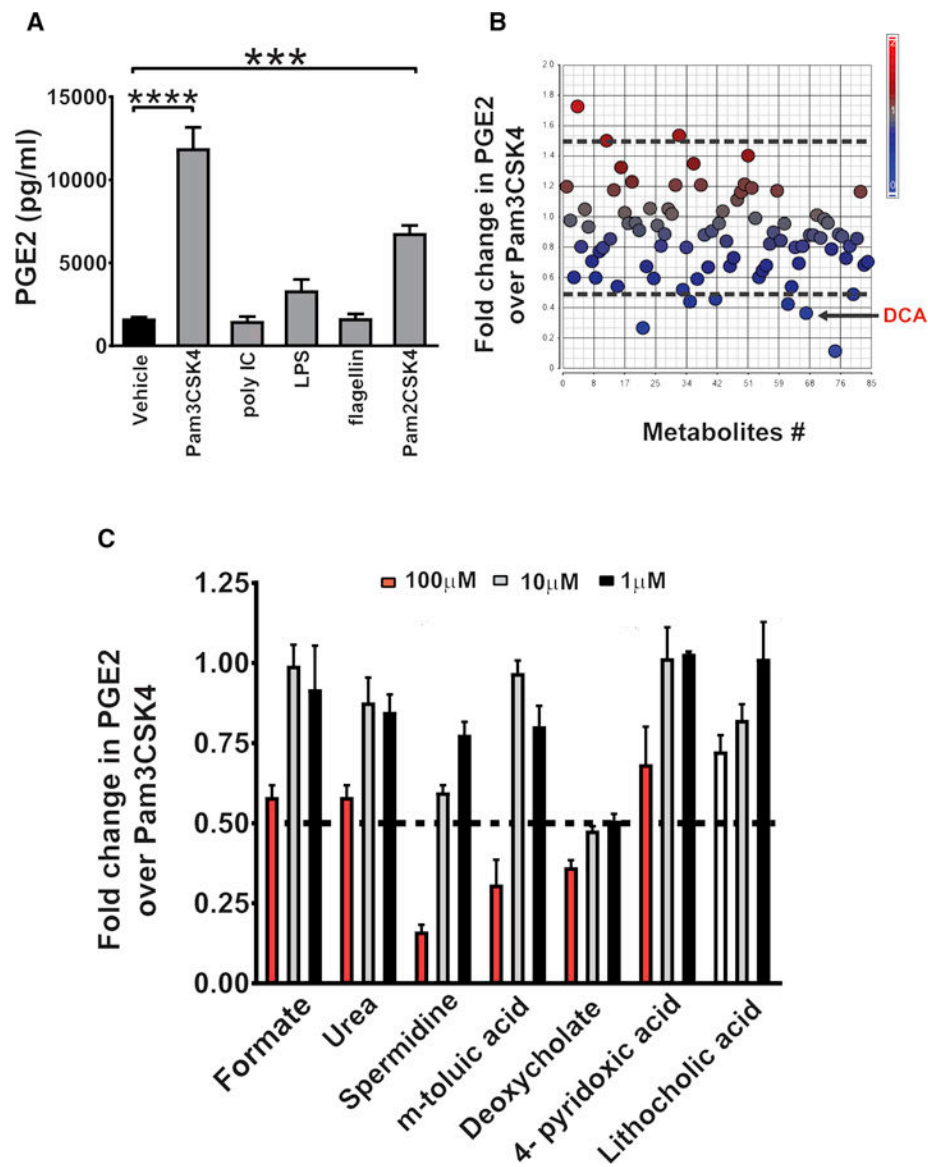 A
****
***
PGE2 (pg/ml)
15000
10000
5000
0
Vehicle
Pam3CSK4
poly IC
LPS
flagellin
Pam2CSK4
B
Fold change in PGE2
over Pam3CSK4
2.0
1.8
1.6
1.4
1.2
1.0
0.8
0.6
0.4
0.2
0
0 8 17 25 34 42 51 59 68 76 85
Metabolites #
DCA
C
100μM 10μM 1μM
Fold change in PGE2
over Pam3CSK4
1.25
1.00
0.75
0.50
0.25
0.00
Formate
Urea
Spermidine
m-toluic acid
Deoxycholate
4- pyridoxic acid
Lithocholic acid